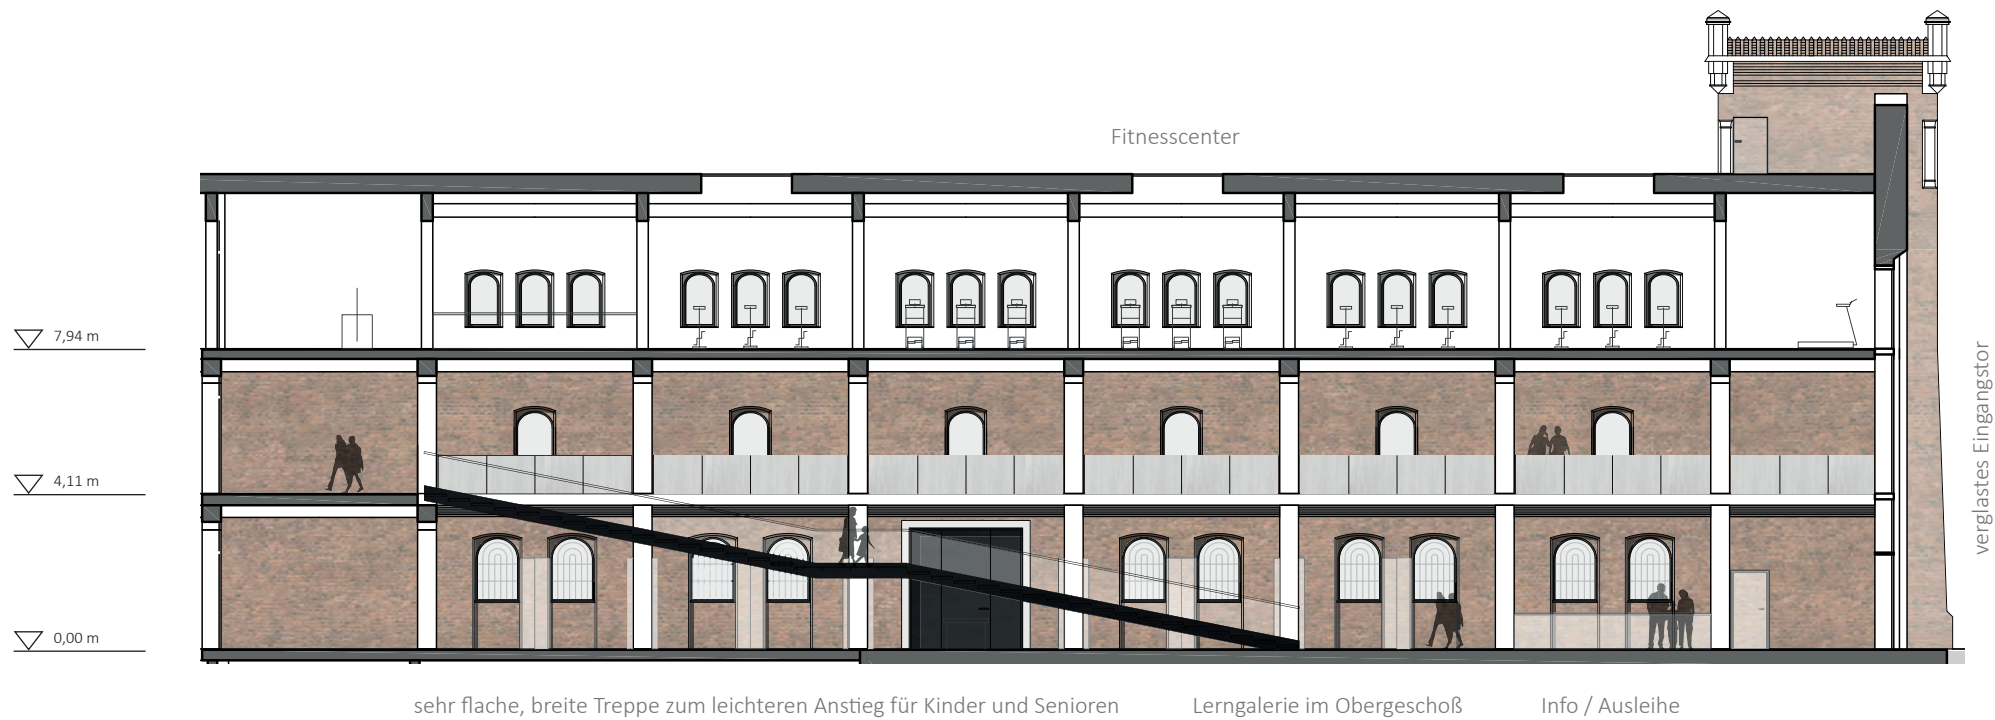 Fitnesscenter
7,94 m
4,11 m
0,00 m
verglastes Eingangstor
sehr flache, breite Treppe zum leichteren Anstieg für Kinder und Senioren
Lerngalerie im Obergeschoß
Info / Ausleihe